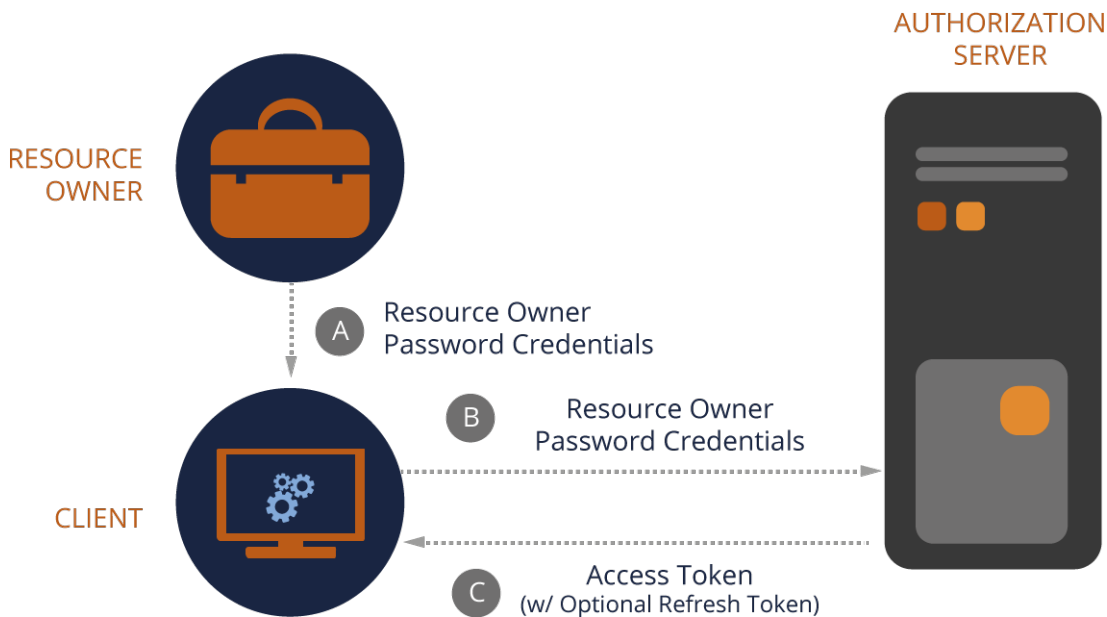 AUTHORIZATION
SERVER
RESOURCE
OWNER
A
Resource Owner
Password Credentials
B
Resource Owner
Password Credentials
CLIENT
C
Access Token
(w/ Optional Refresh Token)